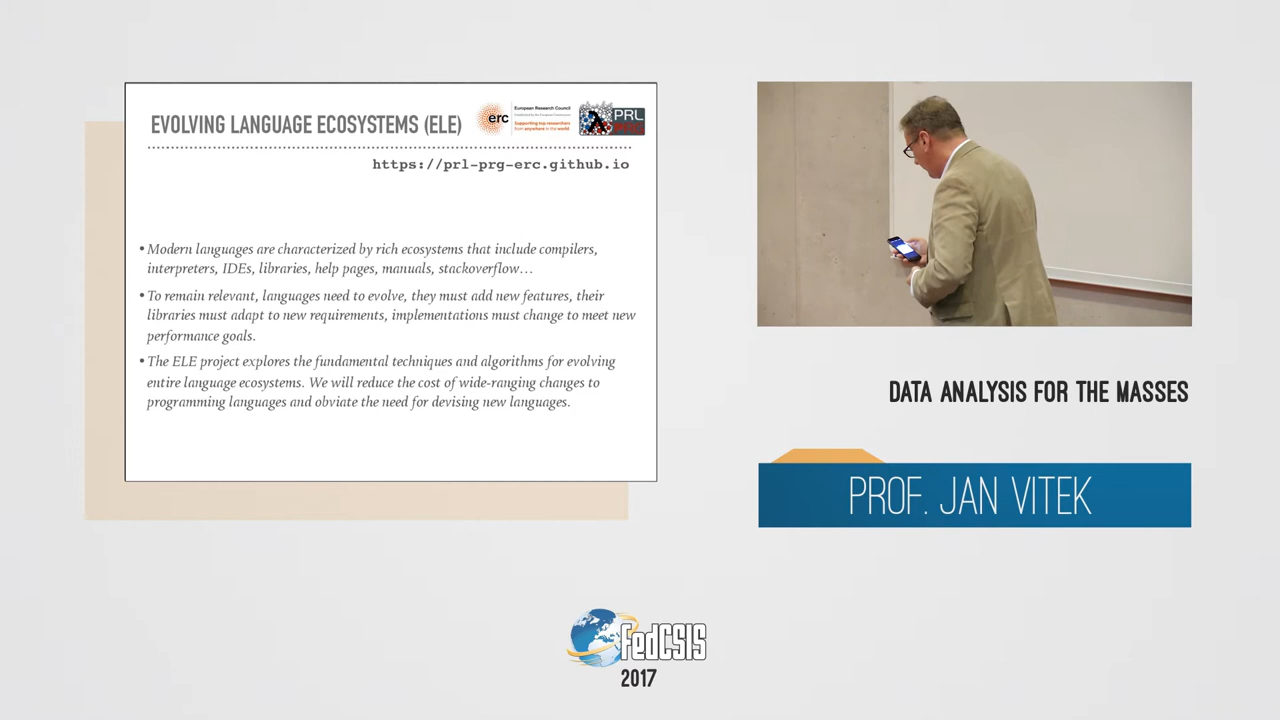 EVOLVING LANGUAGE ECOSYSTEMS (ELE)
erc
European Research Council
Established by the European Commission
Supporting top researchers
from anywhere in the world
PRL
https://prl-prg-erc.github.io
• Modern languages are characterized by rich ecosystems that include compilers,
interpreters, IDEs, libraries, help pages, manuals, stackoverflow…
• To remain relevant, languages need to evolve, they must add new features, their
libraries must adapt to new requirements, implementations must change to meet new
performance goals.
• The ELE project explores the fundamental techniques and algorithms for evolving
entire language ecosystems. We will reduce the cost of wide-ranging changes to
programming languages and obviate the need for devising new languages.
DATA ANALYSIS FOR THE MASSES
PROF. JAN VITEK
FedCSIS
2017